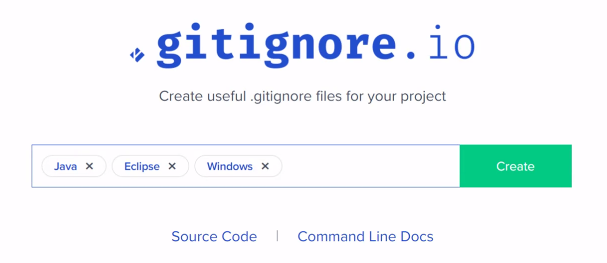 gitignore.io
Create useful .gitignore files for your project
Java × Eclipse × Windows × Create
Source Code | Command Line Docs